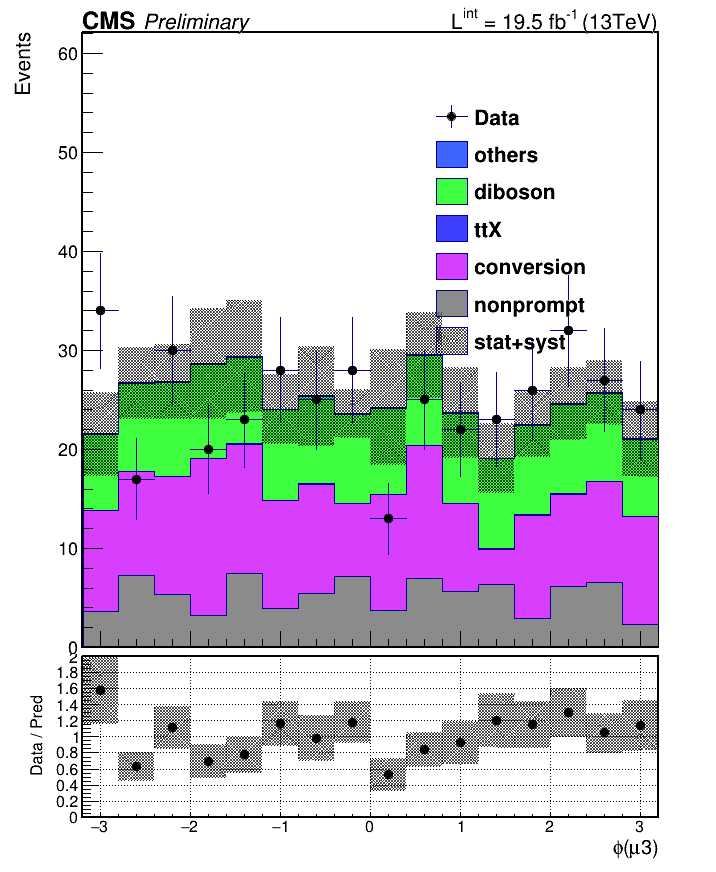 CMS Preliminary L^int = 19.5 fb^-1 (13TeV)
Events
60
50
40
30
20
10
0
Data
others
diboson
ttX
conversion
nonprompt
stat+syst
Data / Pred
2
1.8
1.6
1.4
1.2
1
0.8
0.6
0.4
0.2
0
−3 −2 −1 0 1 2 3
ϕ(μ3)